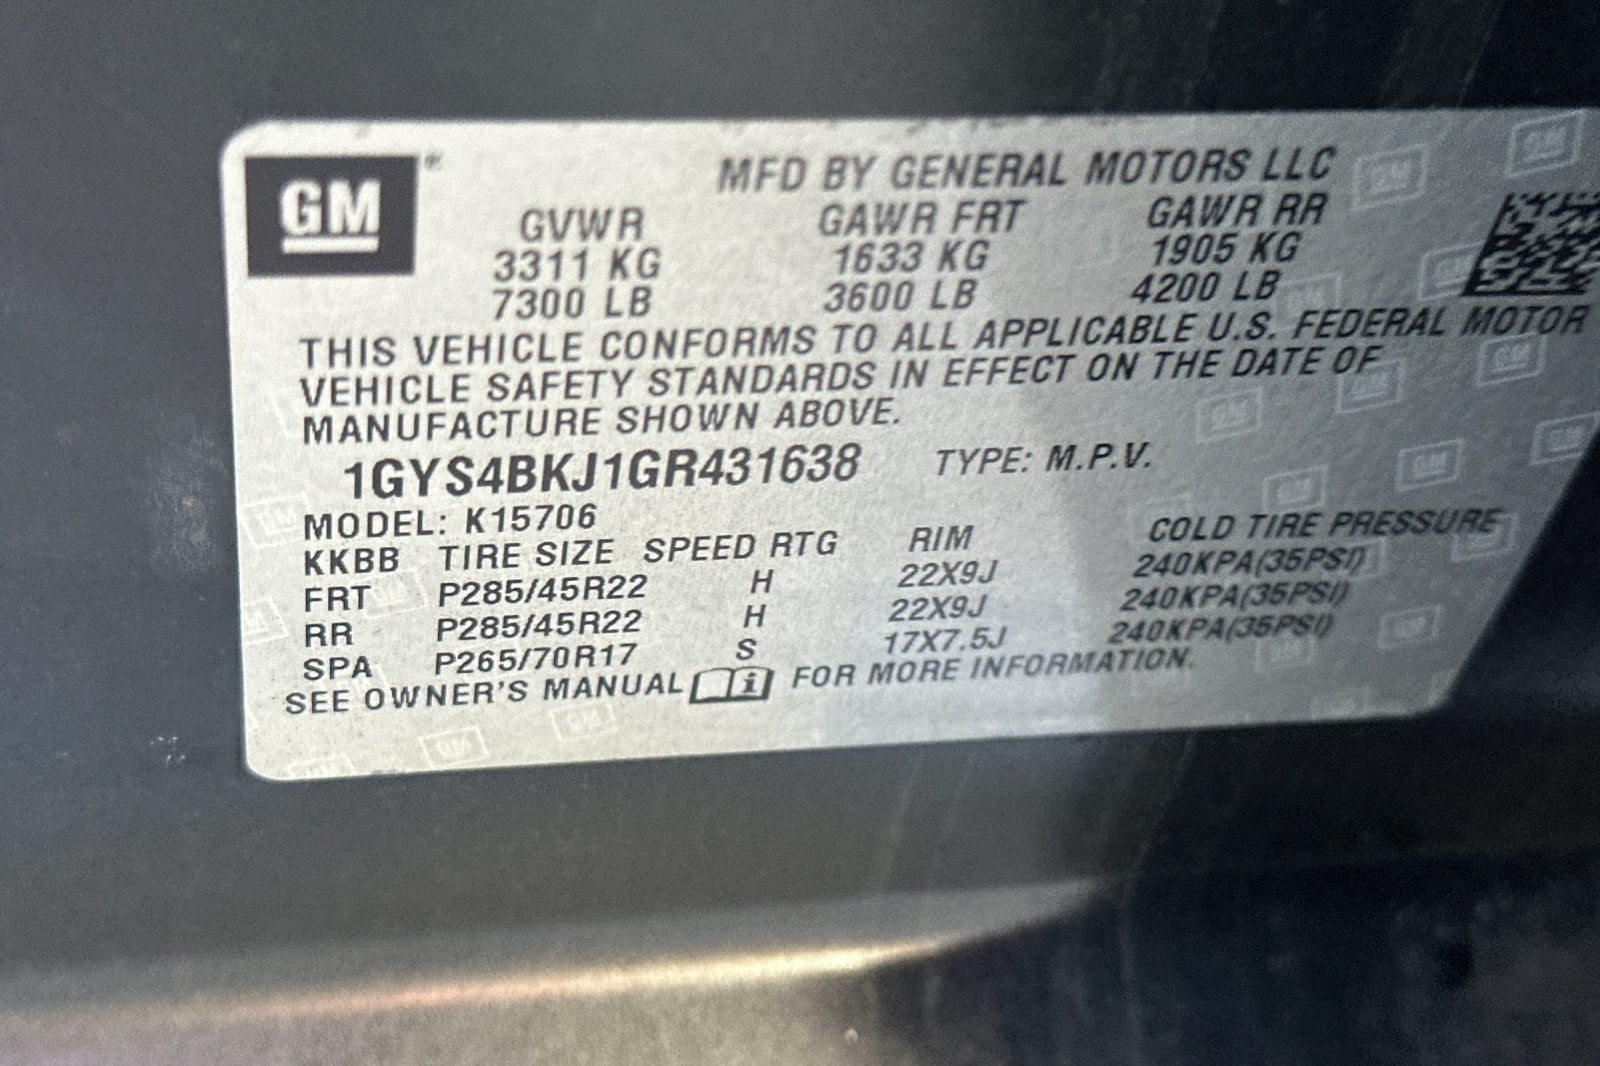 GM MFD BY GENERAL MOTORS LLC
GVWR GAWR FRT GAWR RR
3311 KG 1633 KG 1905 KG
7300 LB 3600 LB 4200 LB
THIS VEHICLE CONFORMS TO ALL APPLICABLE U.S. FEDERAL MOTOR
VEHICLE SAFETY STANDARDS IN EFFECT ON THE DATE OF
MANUFACTURE SHOWN ABOVE.
1GYS4BKJ1GR431638 TYPE: M.P.V.
MODEL: K15706
KKBB TIRE SIZE SPEED RTG RIM COLD TIRE PRESSURE
FRT P285/45R22 H 22X9J 240KPA(35PSI)
RR P285/45R22 H 22X9J 240KPA(35PSI)
SPA P265/70R17 S 17X7.5J 240KPA(35PSI)
SEE OWNER'S MANUAL i FOR MORE INFORMATION.